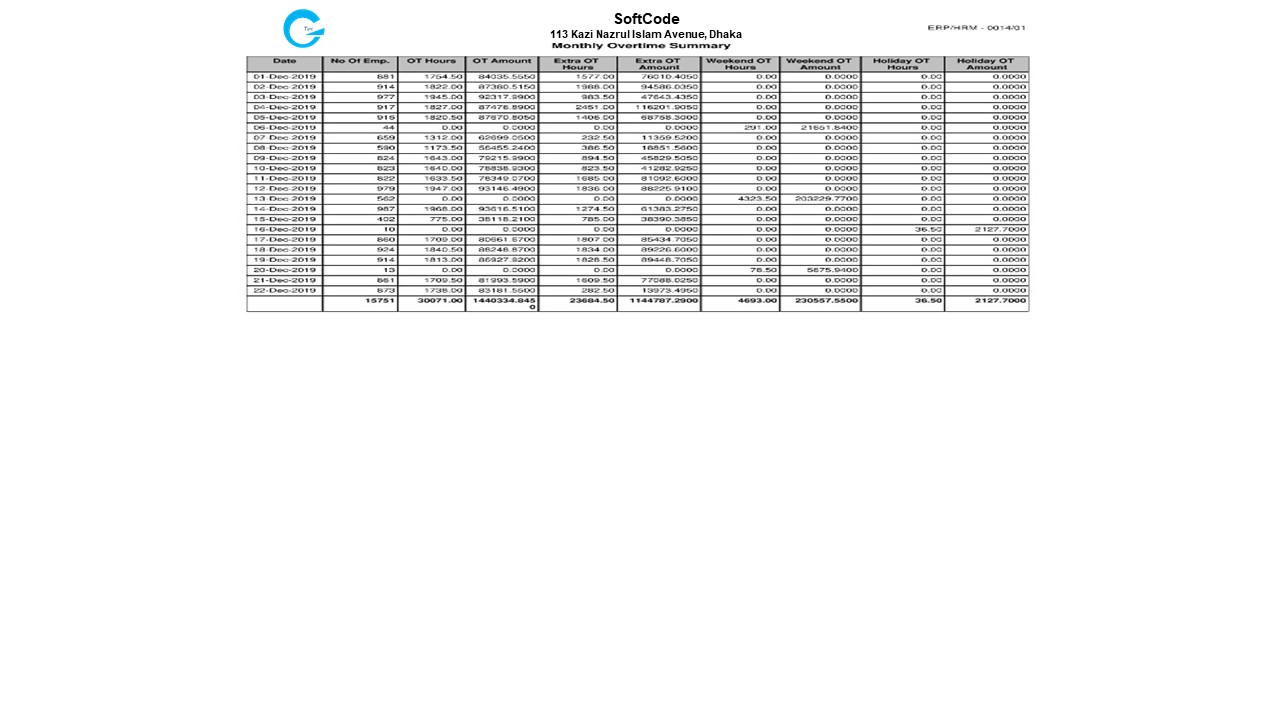 SoftCode
113 Kazi Nazrul Islam Avenue, Dhaka
Monthly Overtime Summary
ERP/HRM - 0014/01
Date No Of Emp. OT Hours OT Amount Extra OT Hours Extra OT Amount Weekend OT Hours Weekend OT Amount Holiday OT Hours Holiday OT Amount
01-Dec-2019 881 1754.50 84035.5550 1577.00 76010.4050 0.00 0.0000 0.00 0.0000
02-Dec-2019 914 1822.00 87380.5150 1988.00 94586.0350 0.00 0.0000 0.00 0.0000
03-Dec-2019 977 1945.00 92317.9900 983.50 47643.4350 0.00 0.0000 0.00 0.0000
04-Dec-2019 917 1827.00 87476.8900 2451.00 116201.9050 0.00 0.0000 0.00 0.0000
05-Dec-2019 915 1820.50 87670.8050 1406.00 68758.3000 0.00 0.0000 0.00 0.0000
06-Dec-2019 44 0.00 0.0000 0.00 0.0000 291.00 21651.8400 0.00 0.0000
07-Dec-2019 659 1312.00 62699.0500 232.50 11359.5200 0.00 0.0000 0.00 0.0000
08-Dec-2019 590 1173.50 56455.2400 386.50 18851.5600 0.00 0.0000 0.00 0.0000
09-Dec-2019 824 1643.00 79215.9900 894.50 45829.5050 0.00 0.0000 0.00 0.0000
10-Dec-2019 823 1640.00 78838.9300 823.50 41282.9250 0.00 0.0000 0.00 0.0000
11-Dec-2019 822 1633.50 78349.0700 1685.00 81092.6000 0.00 0.0000 0.00 0.0000
12-Dec-2019 979 1947.00 93146.4900 1836.00 88225.9100 0.00 0.0000 0.00 0.0000
13-Dec-2019 562 0.00 0.0000 0.00 0.0000 4323.50 203229.7700 0.00 0.0000
14-Dec-2019 987 1968.00 93616.5100 1274.50 61383.2750 0.00 0.0000 0.00 0.0000
15-Dec-2019 402 775.00 38118.2100 785.00 38390.3850 0.00 0.0000 0.00 0.0000
16-Dec-2019 10 0.00 0.0000 0.00 0.0000 0.00 0.0000 36.50 2127.7000
17-Dec-2019 860 1709.00 80661.6700 1807.00 85434.7050 0.00 0.0000 0.00 0.0000
18-Dec-2019 924 1840.50 88248.8700 1834.00 89226.6000 0.00 0.0000 0.00 0.0000
19-Dec-2019 914 1813.00 86927.9200 1828.50 89448.7050 0.00 0.0000 0.00 0.0000
20-Dec-2019 13 0.00 0.0000 0.00 0.0000 78.50 5675.9400 0.00 0.0000
21-Dec-2019 861 1709.50 81993.5900 1609.50 77088.0250 0.00 0.0000 0.00 0.0000
22-Dec-2019 873 1738.00 83181.5500 282.50 13973.4950 0.00 0.0000 0.00 0.0000
15751 30071.00 1440334.8450 23684.50 1144787.2900 4693.00 230557.5500 36.50 2127.7000